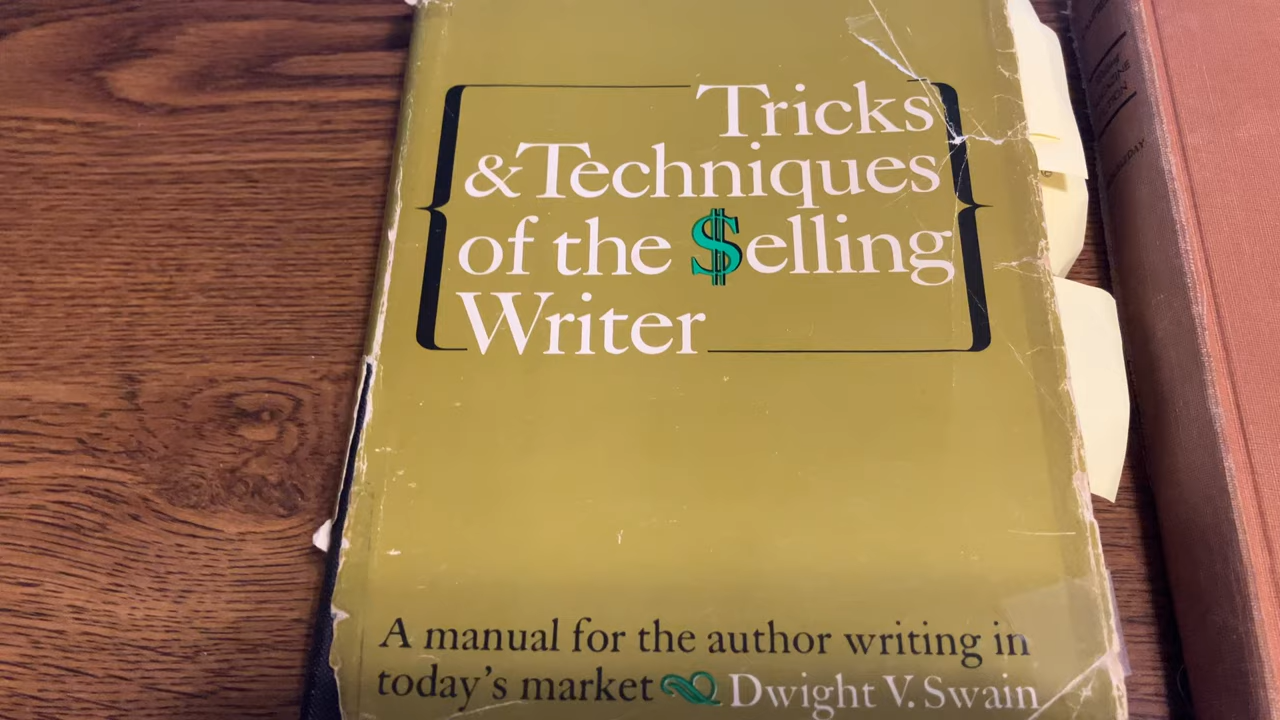 Tricks
& Techniques
of the $elling
Writer
A manual for the author writing in
today's market Dwight V. Swain